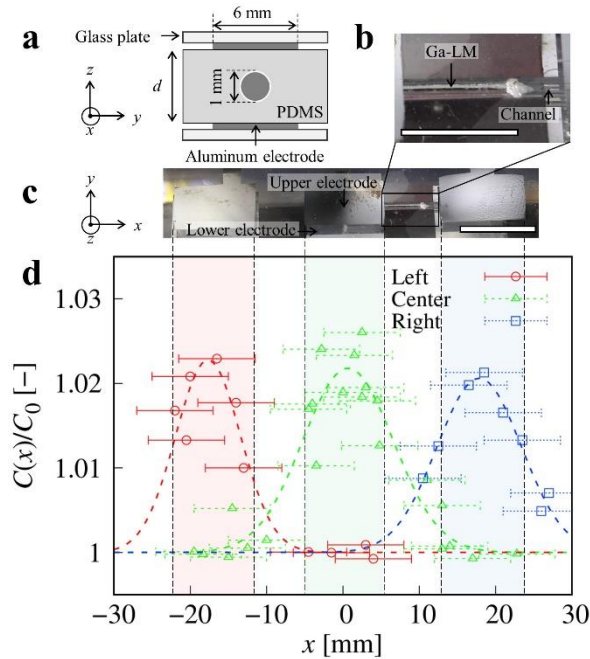 a
6 mm
Glass plate
z
x
y
d
1 mm
PDMS
Aluminum electrode
b
Ga-LM
Channel
c
y
z
x
Upper electrode
Lower electrode
d
Left
Center
Right
C(x)/C0 [−]
1.03
1.02
1.01
1
−30
−20
−10
0
10
20
30
x [mm]